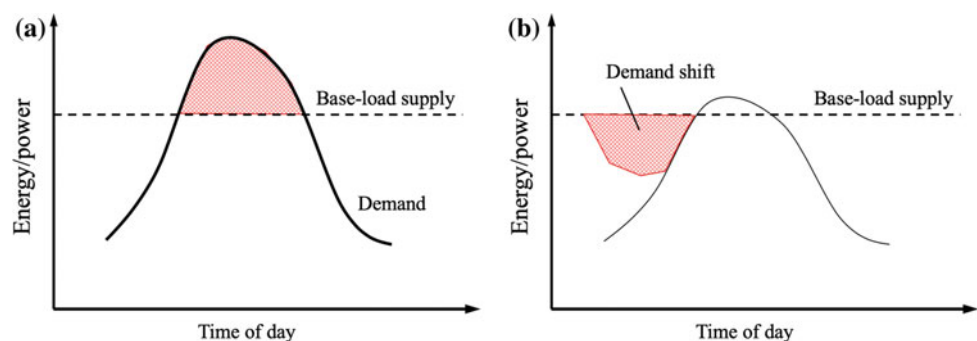 (a)
Energy/power
Base-load supply
Demand
Time of day
(b)
Energy/power
Demand shift
Base-load supply
Time of day